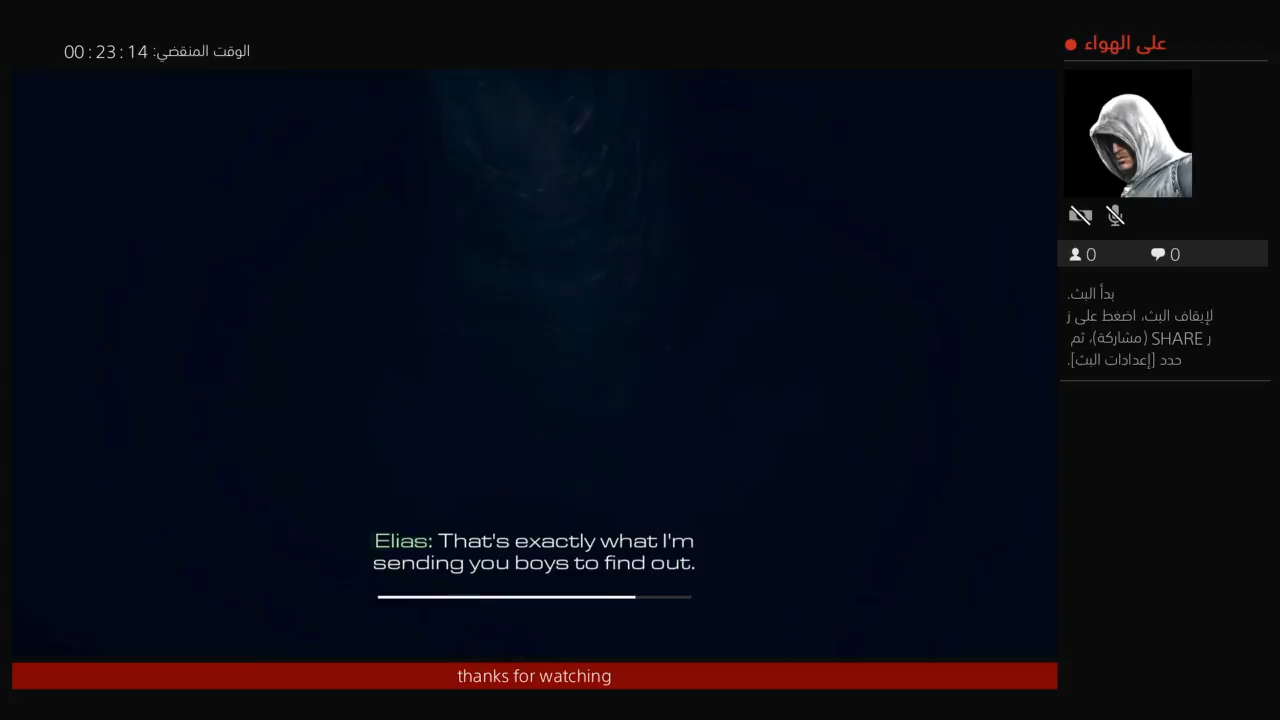 الوقت المنقضي: 00:23:14
على الهواء
0 0
بدأ البث.
لإيقاف البث، اضغط على ز
ر SHARE (مشاركة)، ثم
حدد [إعدادات البث].
Elias: That's exactly what I'm
sending you boys to find out.
thanks for watching